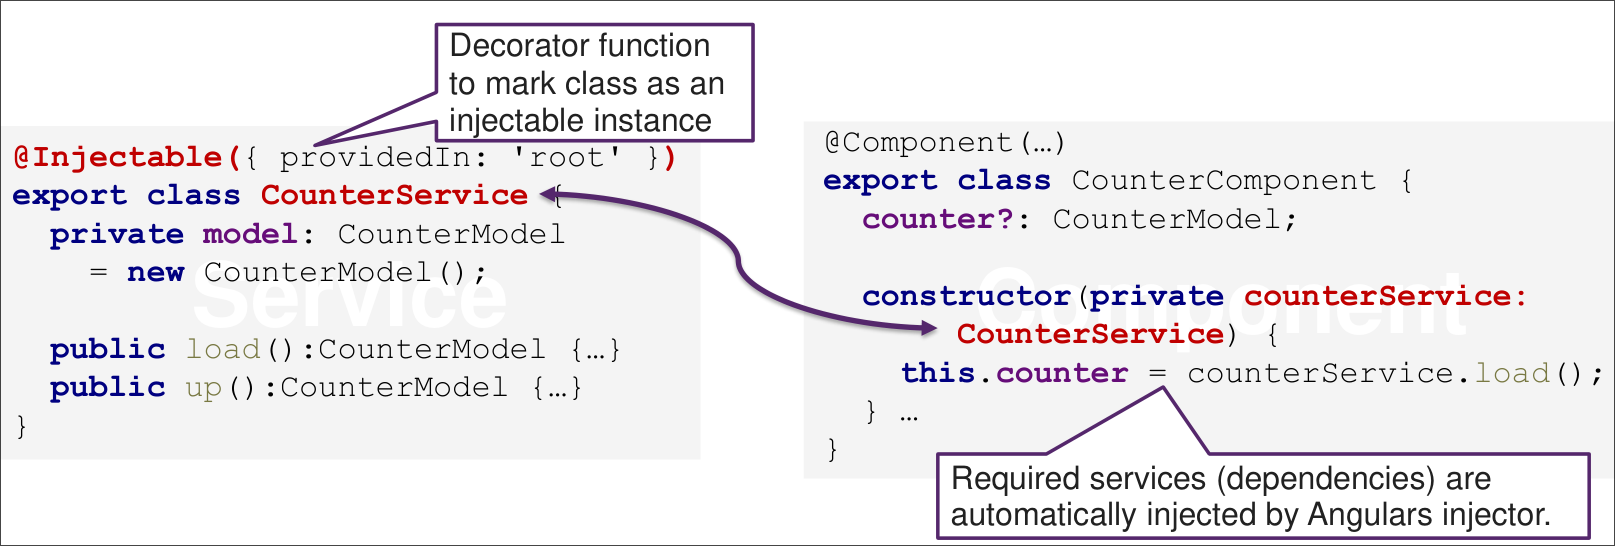 Decorator function
to mark class as an
injectable instance
@Injectable({ providedIn: 'root' })
export class CounterService {
private model: CounterModel
= new CounterModel();
Service
public load():CounterModel {…}
public up():CounterModel {…}
}
@Component(…)
export class CounterComponent {
counter?: CounterModel;
Component
constructor(private counterService:
CounterService) {
this.counter = counterService.load();
} …
}
Required services (dependencies) are
automatically injected by Angulars injector.